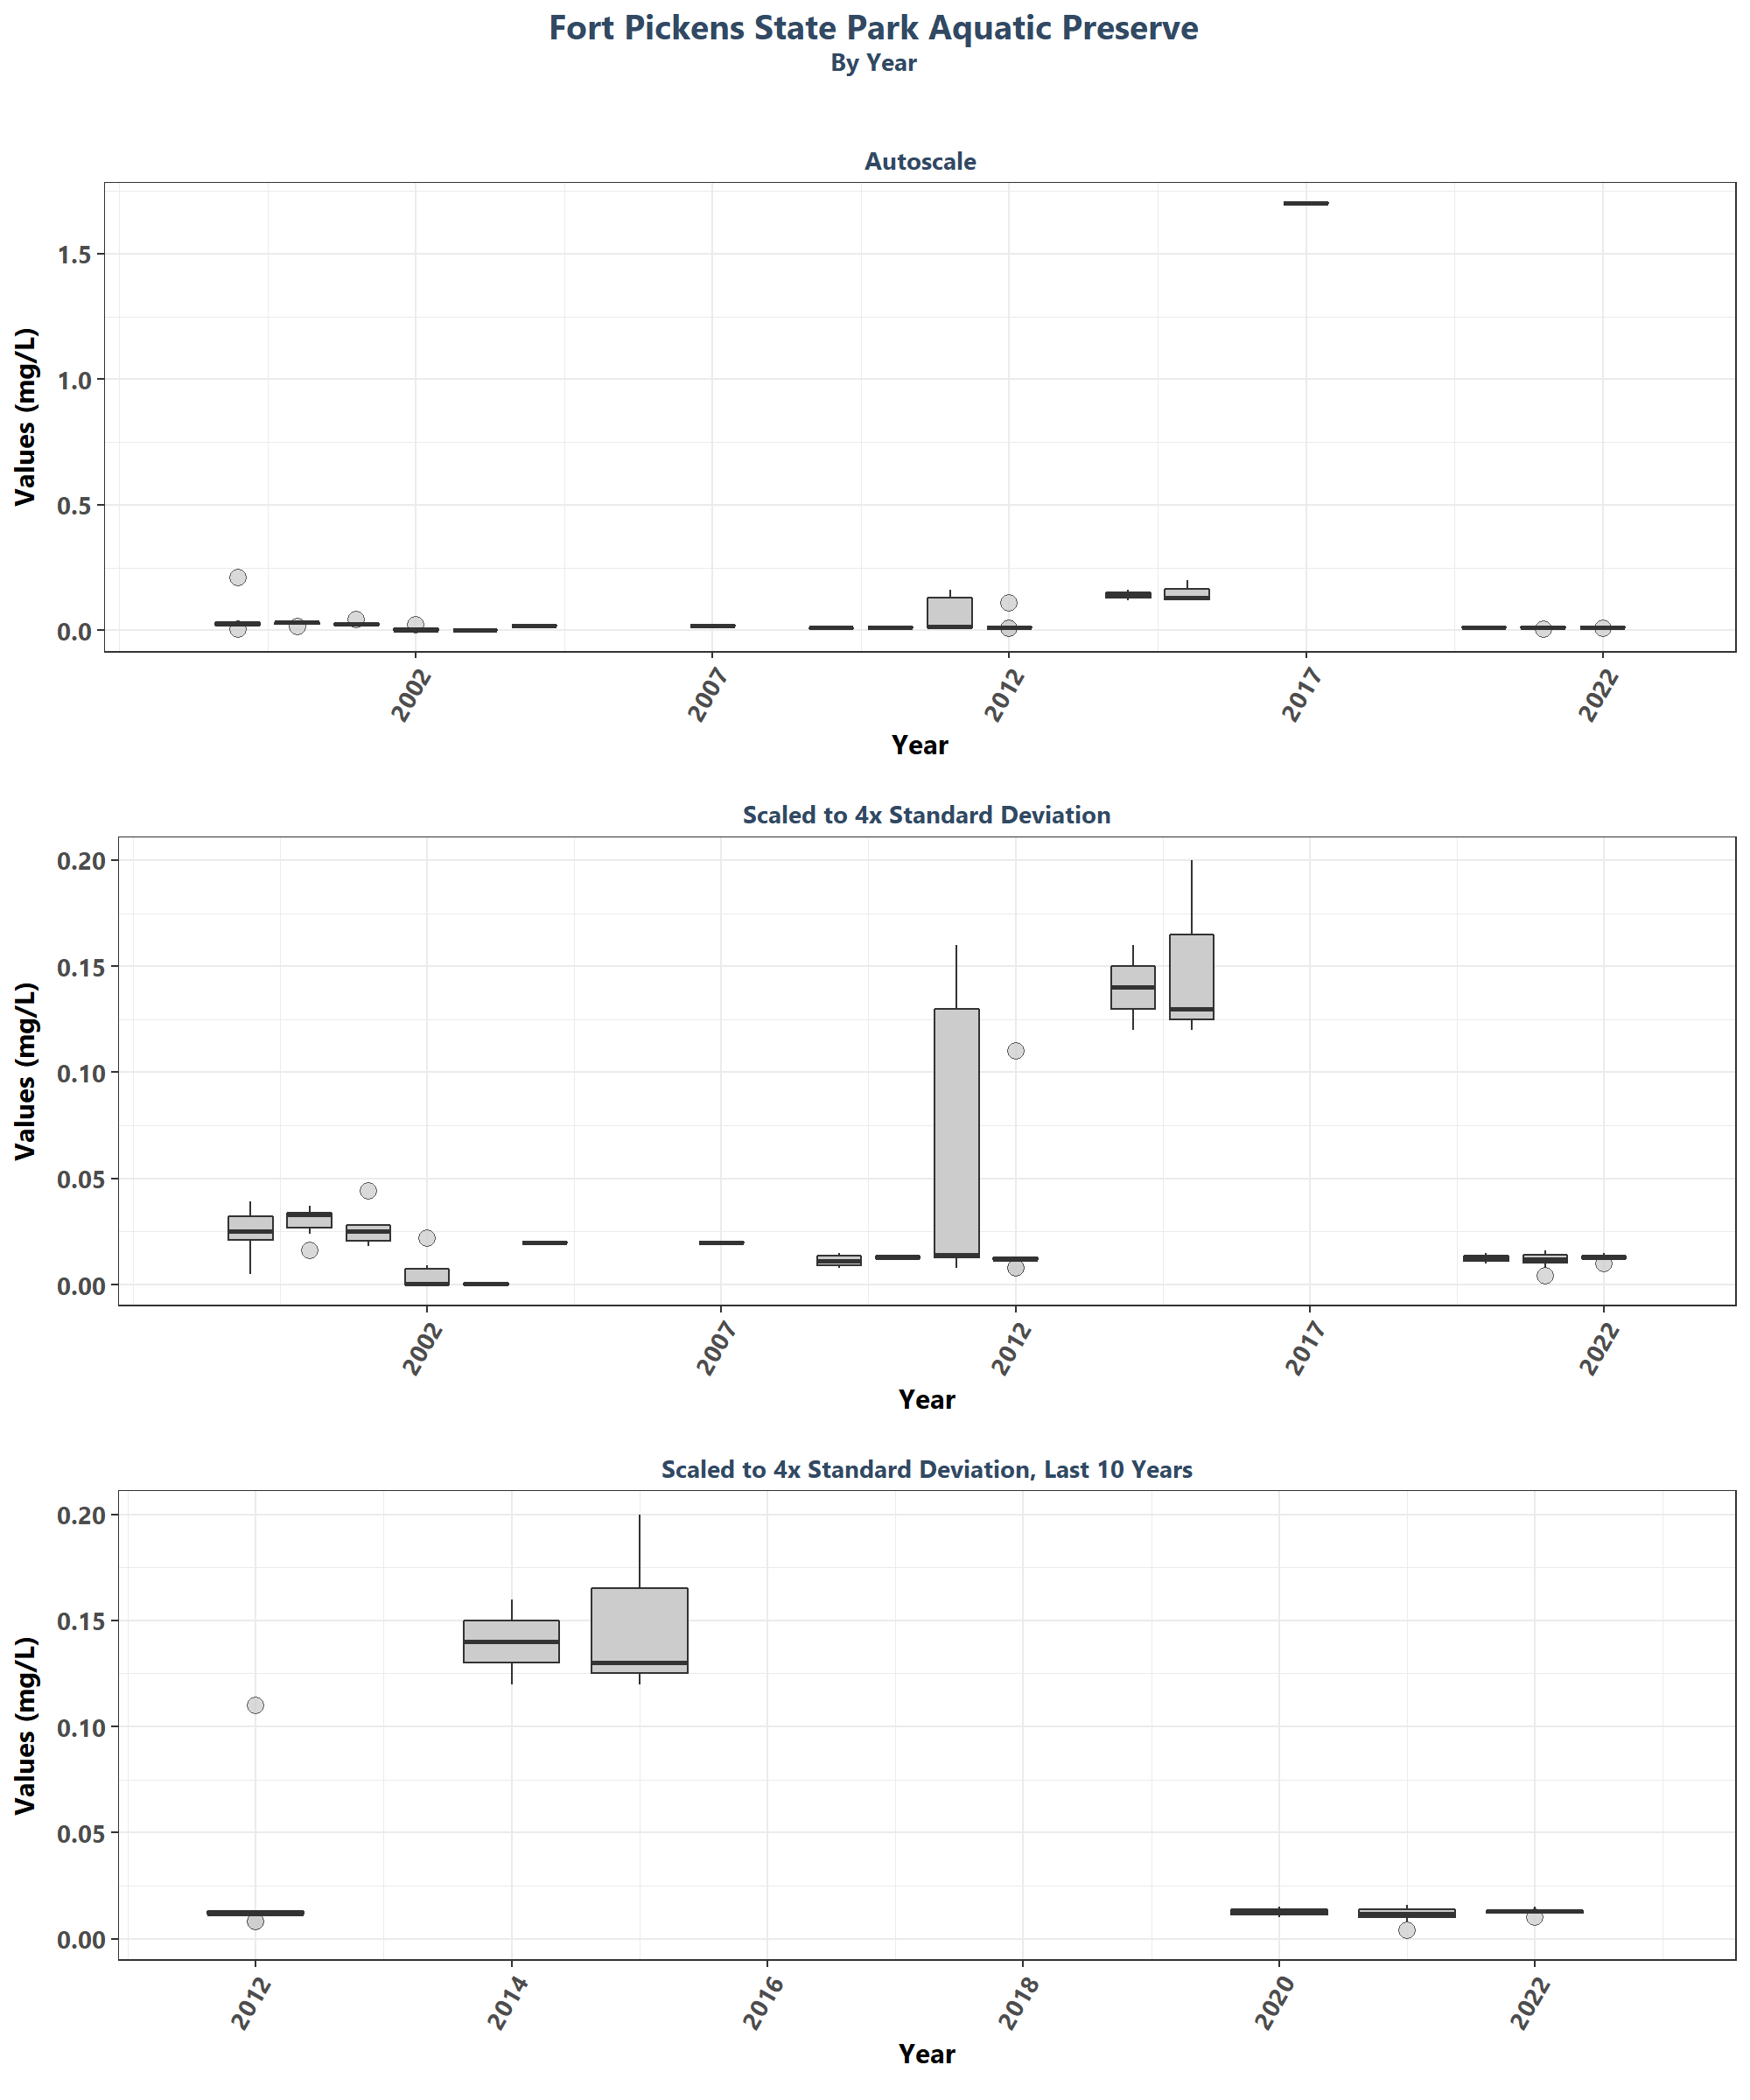 Fort Pickens State Park Aquatic Preserve
By Year
Autoscale
Values (mg/L)
1.5
1.0
0.5
0.0
2002 2007 2012 2017 2022
Year
Scaled to 4x Standard Deviation
Values (mg/L)
0.20
0.15
0.10
0.05
0.00
2002 2007 2012 2017 2022
Year
Scaled to 4x Standard Deviation, Last 10 Years
Values (mg/L)
0.20
0.15
0.10
0.05
0.00
2012 2014 2016 2018 2020 2022
Year